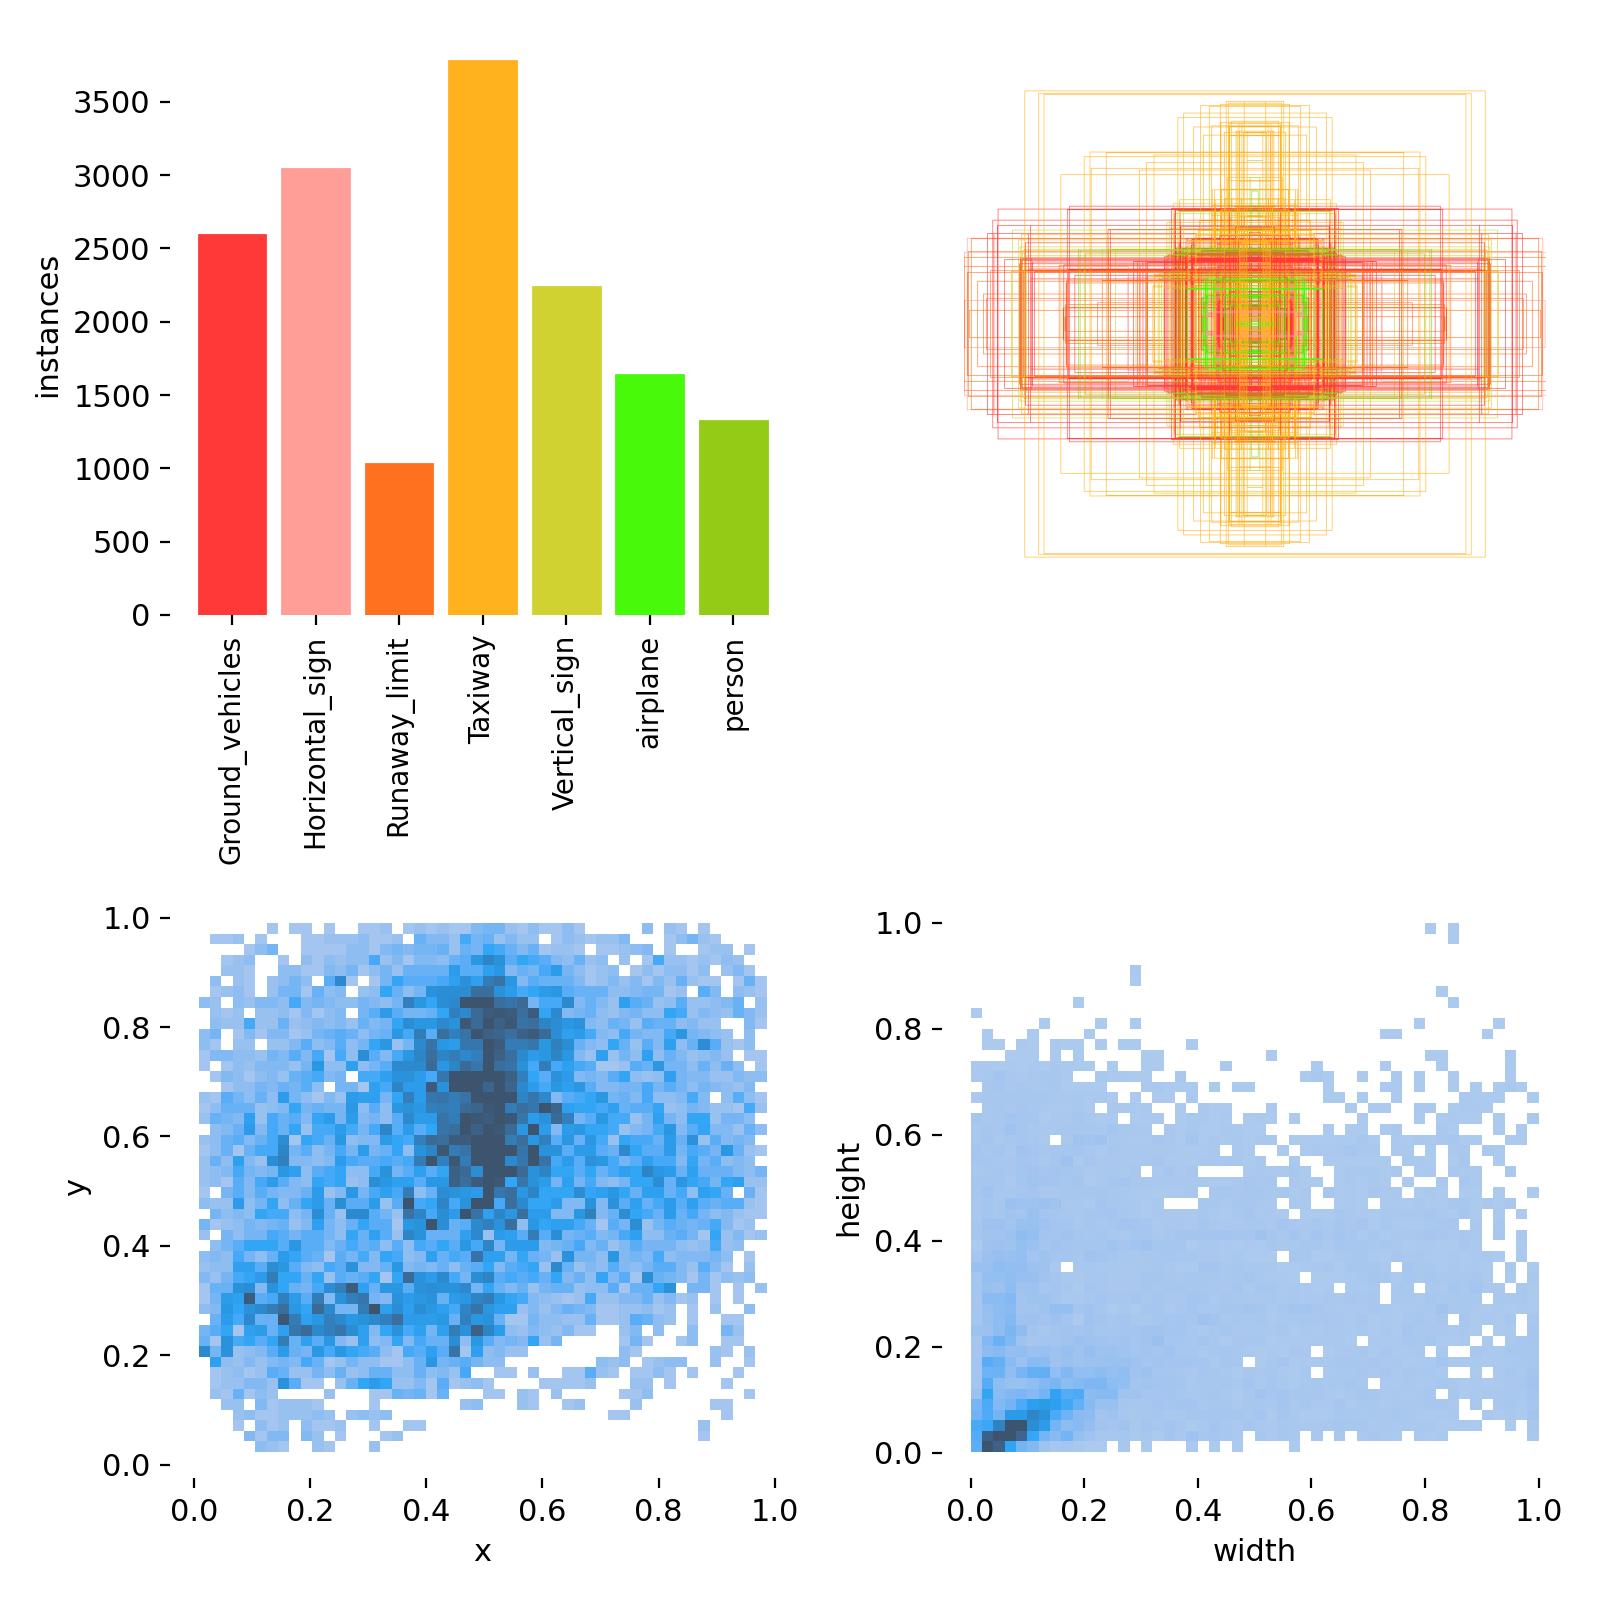 3500
3000
2500
2000
1500
1000
500
0
instances
Ground_vehicles
Horizontal_sign
Runaway_limit
Taxiway
Vertical_sign
airplane
person
1.0
0.8
0.6
0.4
0.2
0.0
y
0.0 0.2 0.4 0.6 0.8 1.0
x
1.0
0.8
0.6
0.4
0.2
0.0
height
0.0 0.2 0.4 0.6 0.8 1.0
width